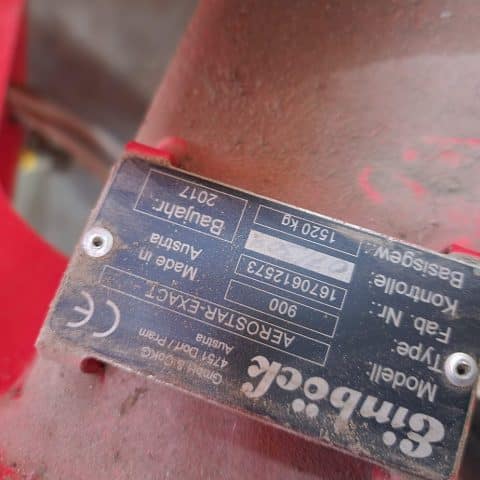 Einböck
GmbH & CoKG
4751 Dorf / Pram
Austria
Modell: AEROSTAR-EXACT
Type: 900
Fab. Nr.: 1670612573
Kontrolle:
Made in
Austria
Basisgew. 1520 kg
Baujahr: 2017
CE